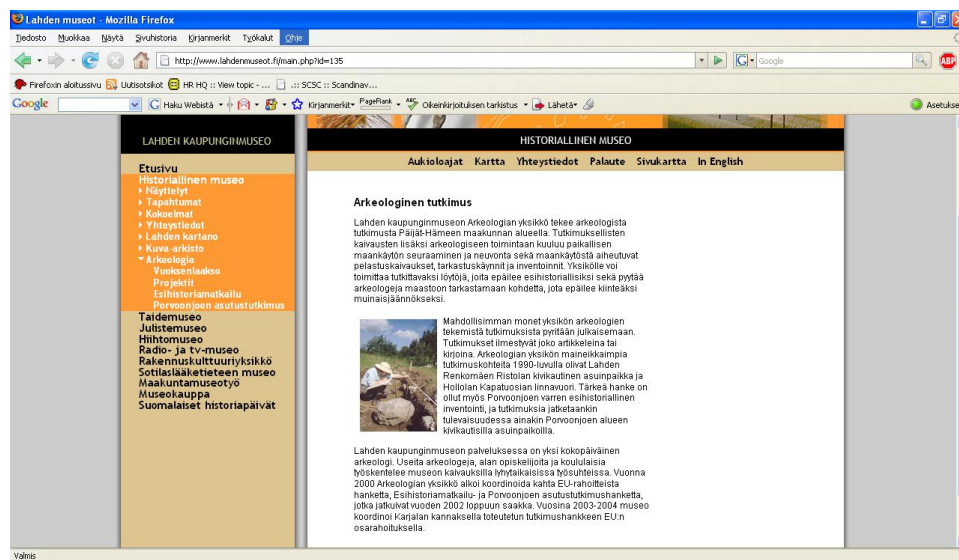 Lahden museot - Mozilla Firefox
Tiedosto Muokkaa Näytä Sivuhistoria Kirjanmerkit Työkalut Ohje
http://www.lahdenmuseot.fi/main.php?id=135
Google
Firefoxin aloitussivu Uutisotsikot HR HQ :: View topic - ... .:: SCSC :: Scandinav...
Google Haku Webistä Kirjanmerkit PageRank Oikeinkirjoituksen tarkistus Lähetä Asetukse
ABP
LAHDEN KAUPUNGINMUSEO
Etusivu
Historiallinen museo
Näyttelyt
Tapahtumat
Kokoelmat
Yhteystiedot
Lahden kartano
Kuva-arkisto
Arkeologia
Vuoksenlaakso
Projektit
Esihistoriamatkailu
Porvoonjoen asutustutkimus
Taidemuseo
Julistemuseo
Hiihtomuseo
Radio- ja tv-museo
Rakennuskulttuuriyksikkö
Sotilaslääketieteen museo
Maakuntamuseotyö
Museokauppa
Suomalaiset historiapäivät
HISTORIALLINEN MUSEO
Aukioloajat Kartta Yhteystiedot Palaute Sivukartta In English
Arkeologinen tutkimus
Lahden kaupunginmuseon Arkeologian yksikkö tekee arkeologista
tutkimusta Päijät-Hämeen maakunnan alueella. Tutkimuksellisten
kaivausten lisäksi arkeologiseen toimintaan kuuluu paikallisen
maankäytön seuraaminen ja neuvonta sekä maankäytöstä aiheutuvat
pelastuskaivaukset, tarkastuskäynnit ja inventoinnit. Yksikölle voi
toimittaa tutkittavaksi löytöjä, joita epäilee esihistoriallisiksi sekä pyytää
arkeologeja maastoon tarkastamaan kohdetta, jota epäilee kiinteäksi
muinaisjäännökseksi.
Mahdollisimman monet yksikön arkeologien
tekemistä tutkimuksista pyritään julkaisemaan.
Tutkimukset ilmestyvät joko artikkeleina tai
kirjoina. Arkeologian yksikön maineikkaimpia
tutkimuskohteita 1990-luvulla olivat Lahden
Renkomäen Ristolan kivikautinen asuinpaikka ja
Hollolan Kapatuosian linnavuori. Tärkeä hanke on
ollut myös Porvoonjoen varren esihistoriallinen
inventointi, ja tutkimuksia jatketaankin
tulevaisuudessa ainakin Porvoonjoen alueen
kivikautisilla asuinpaikoilla.
Lahden kaupunginmuseon palveluksessa on yksi kokopäiväinen
arkeologi. Useita arkeologeja, alan opiskelijoita ja koululaisia
työskentelee museon kaivauksilla lyhytaikaisissa työsuhteissa. Vuonna
2000 Arkeologian yksikkö alkoi koordinoida kahta EU-rahoitteista
hanketta, Esihistoriamatkailu- ja Porvoonjoen asutustutkimushanketta,
jotka jatkuivat vuoden 2002 loppuun saakka. Vuosina 2003-2004 museo
koordinoi Karjalan kannaksella toteutetun tutkimushankkeen EU:n
osarahoituksella.
Valmis